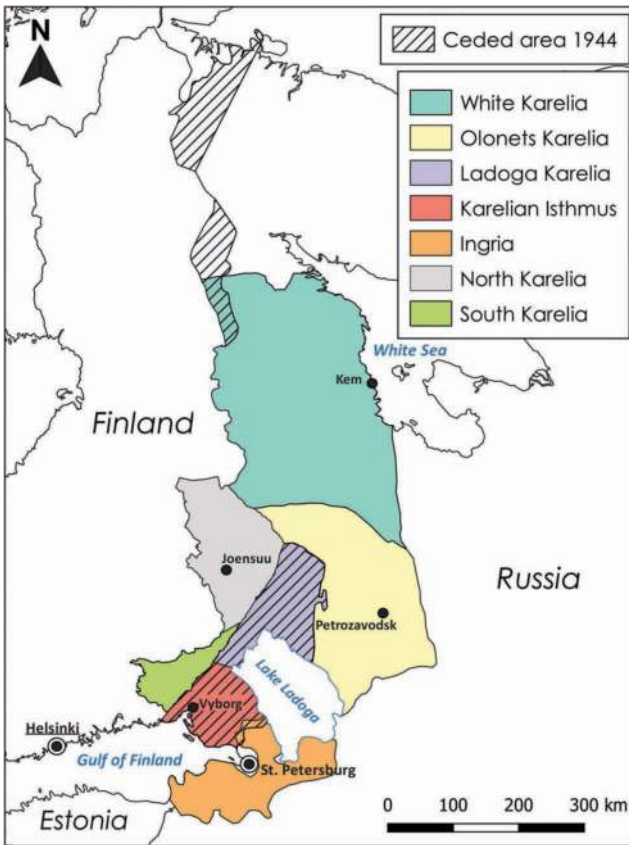 N
Ceded area 1944
White Karelia
Olonets Karelia
Ladoga Karelia
Karelian Isthmus
Ingria
North Karelia
South Karelia
White Sea
Kem
Finland
Joensuu
Russia
Petrozavodsk
Lake Ladoga
Vyborg
Helsinki
Gulf of Finland
St. Petersburg
Estonia
0 100 200 300 km